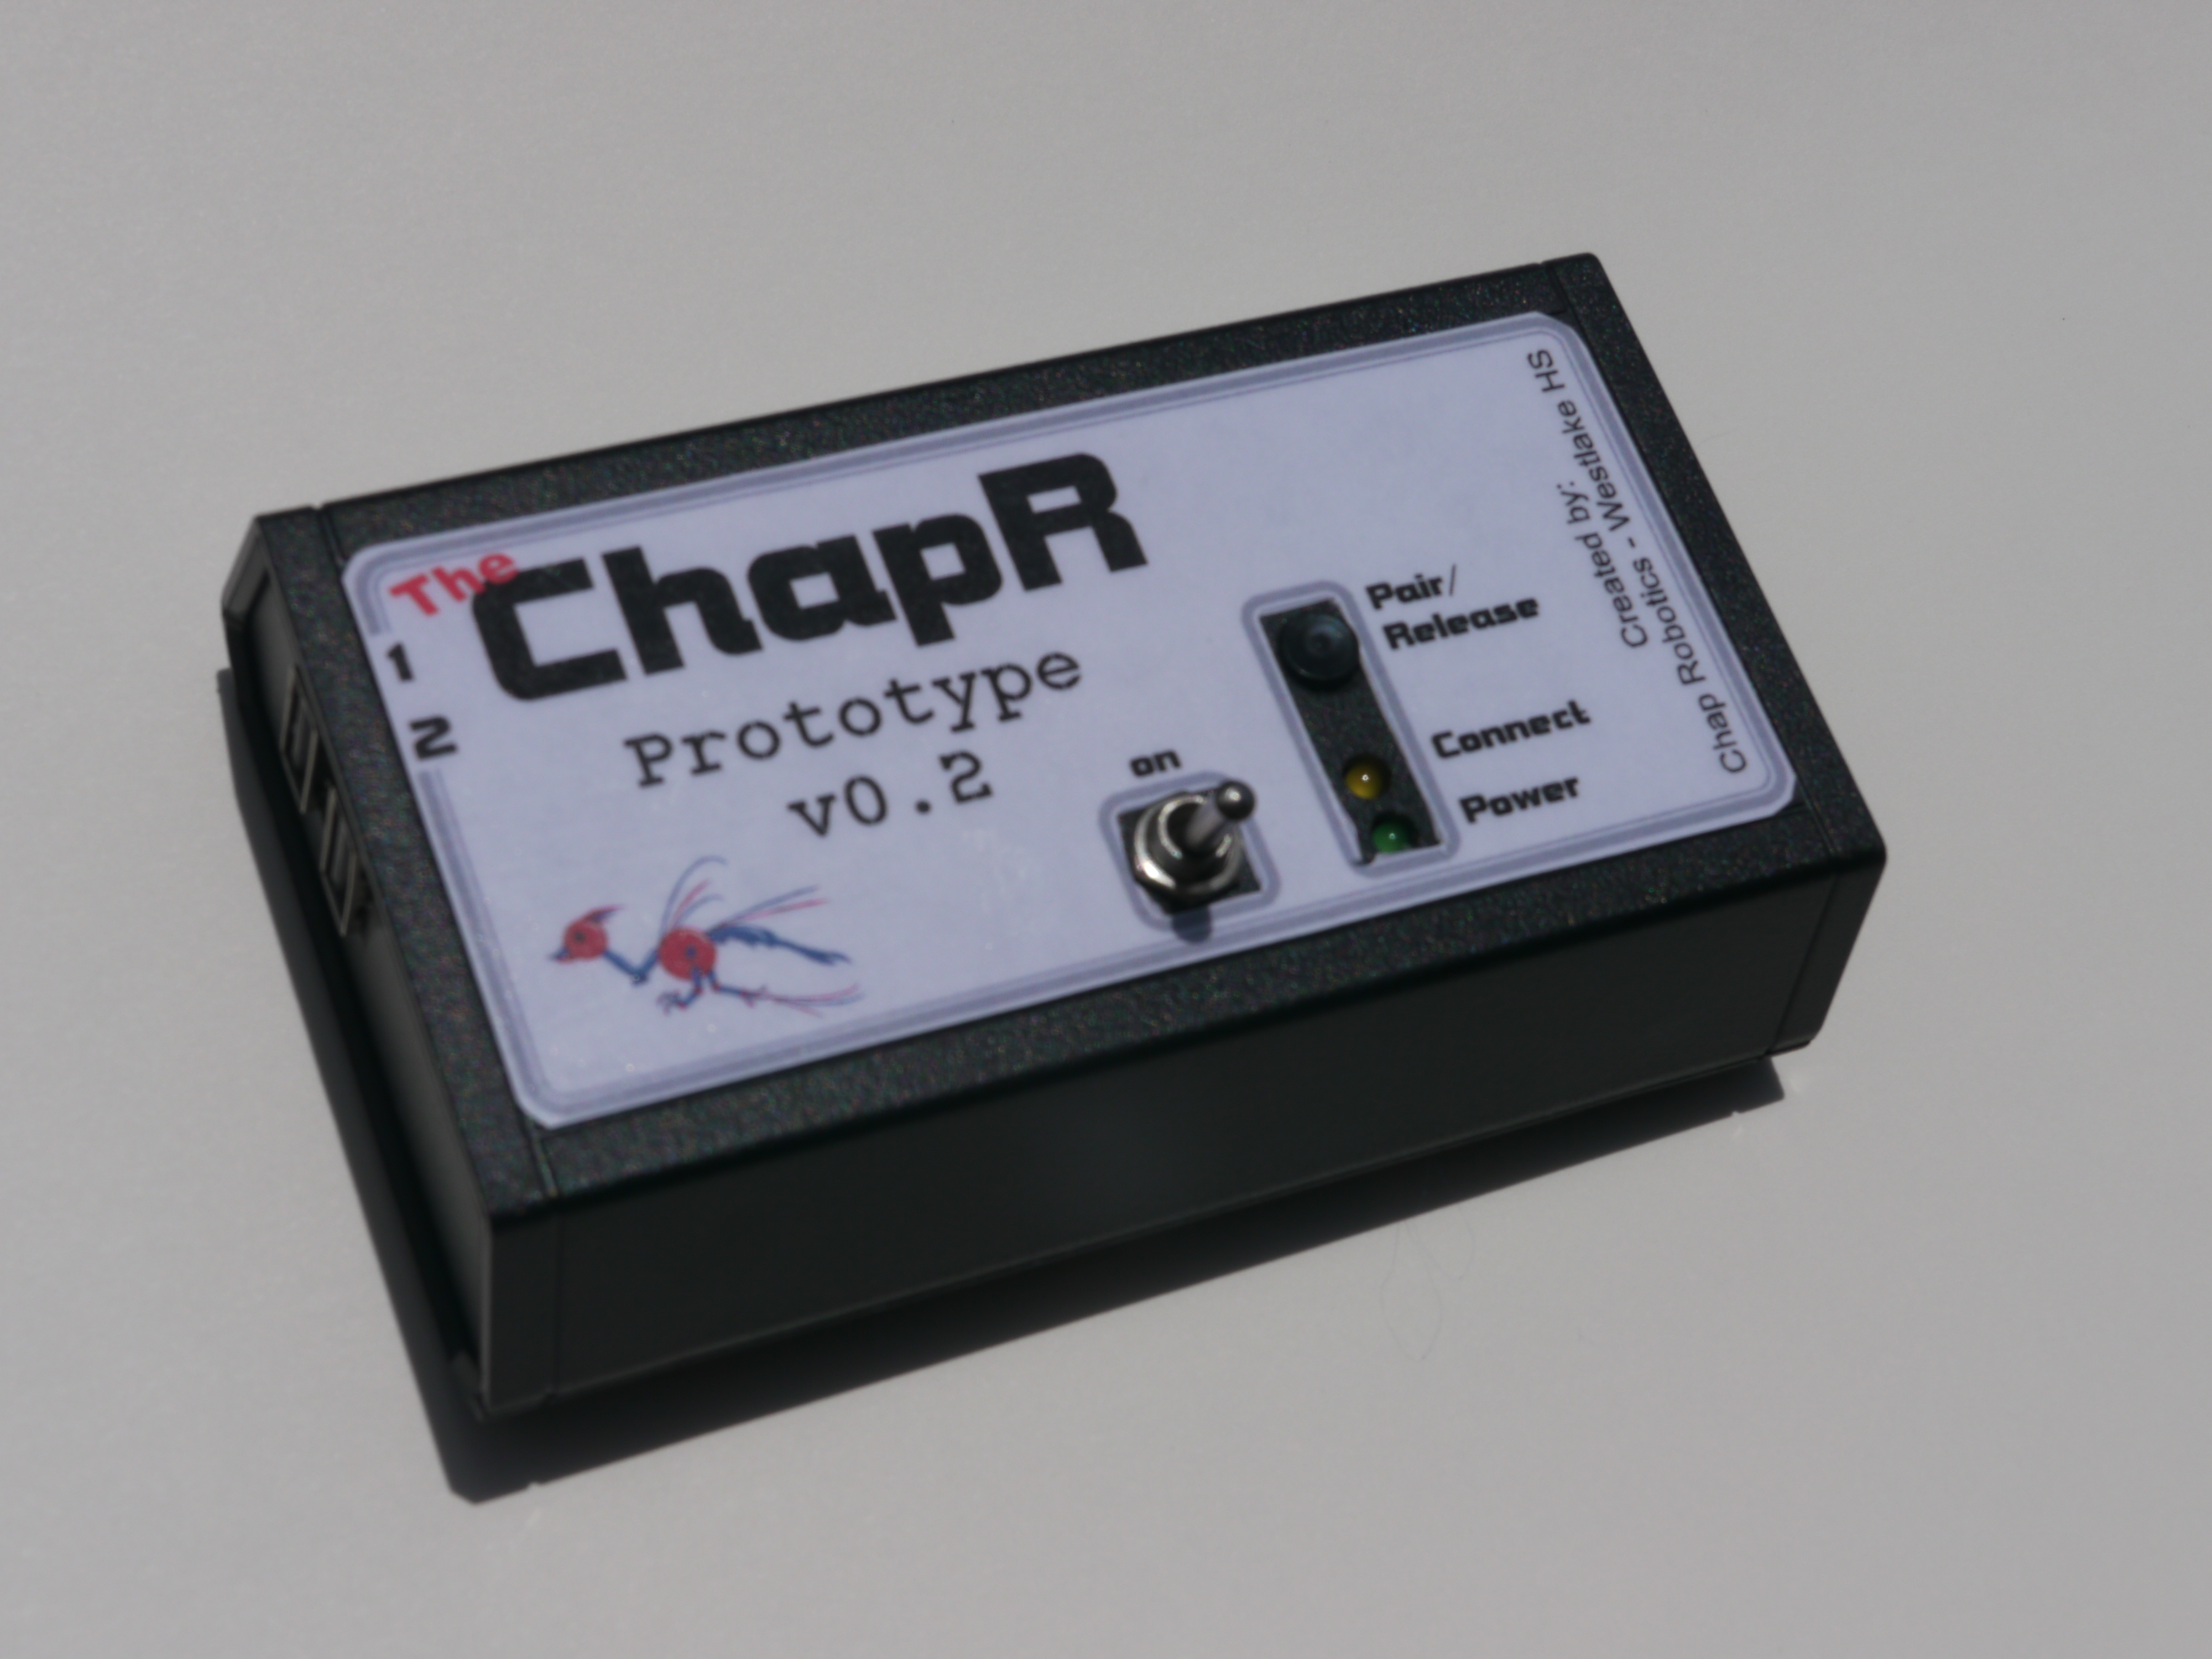 The
ChapR
Prototype
v0.2
1
2
on
Pair/
Release
Connect
Power
Created by:
Chap Robotics - Westlake HS